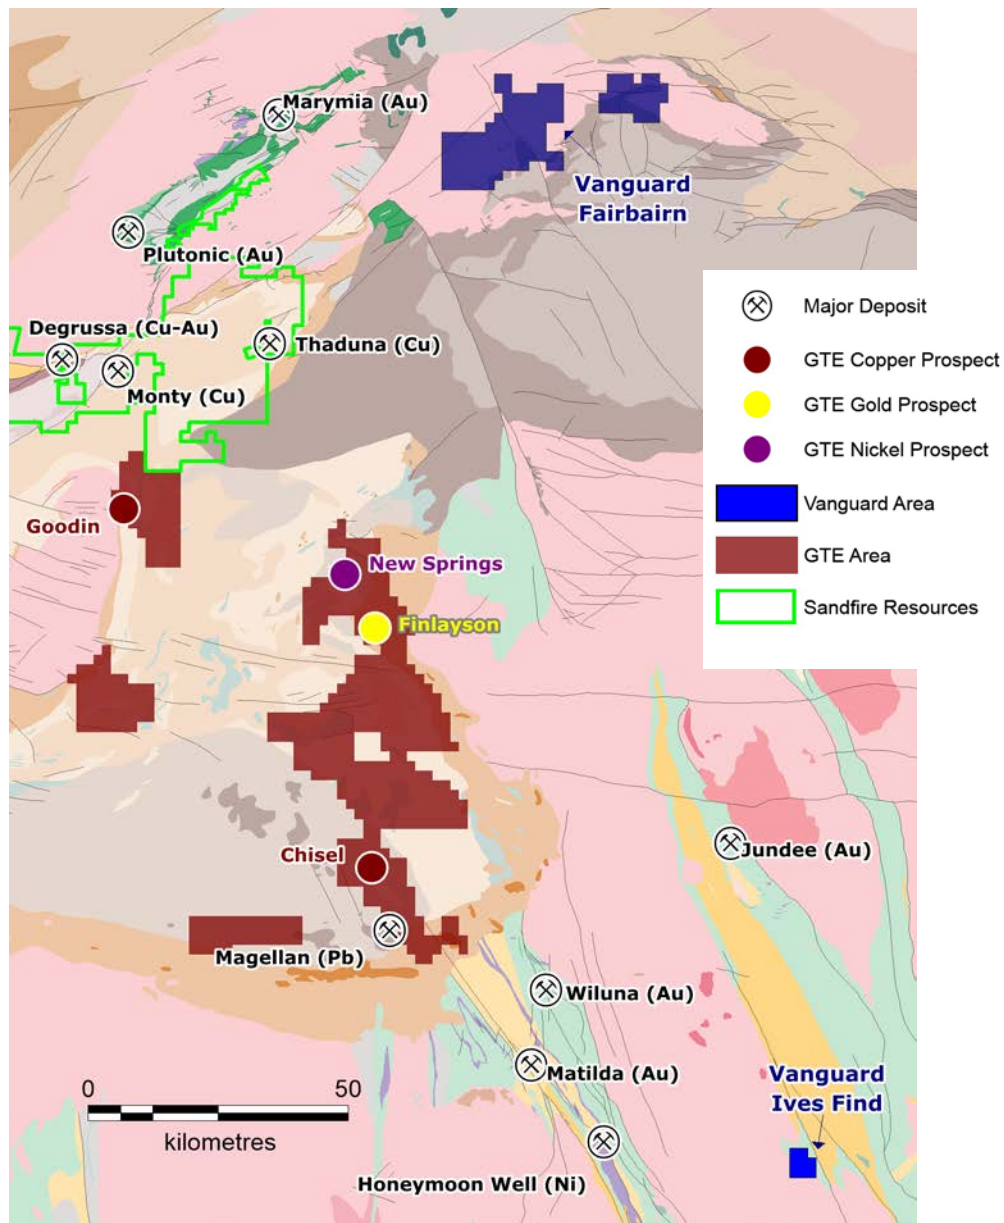 Marymia (Au)
Vanguard
Fairbairn
Plutonic (Au)
Degrussa (Cu-Au)
Thaduna (Cu)
Monty (Cu)
Major Deposit
GTE Copper Prospect
GTE Gold Prospect
GTE Nickel Prospect
Vanguard Area
GTE Area
Sandfire Resources
Goodin
New Springs
Finlayson
Chisel
Jundee (Au)
Magellan (Pb)
Wiluna (Au)
Matilda (Au)
Vanguard
Ives Find
0 50
kilometres
Honeymoon Well (Ni)